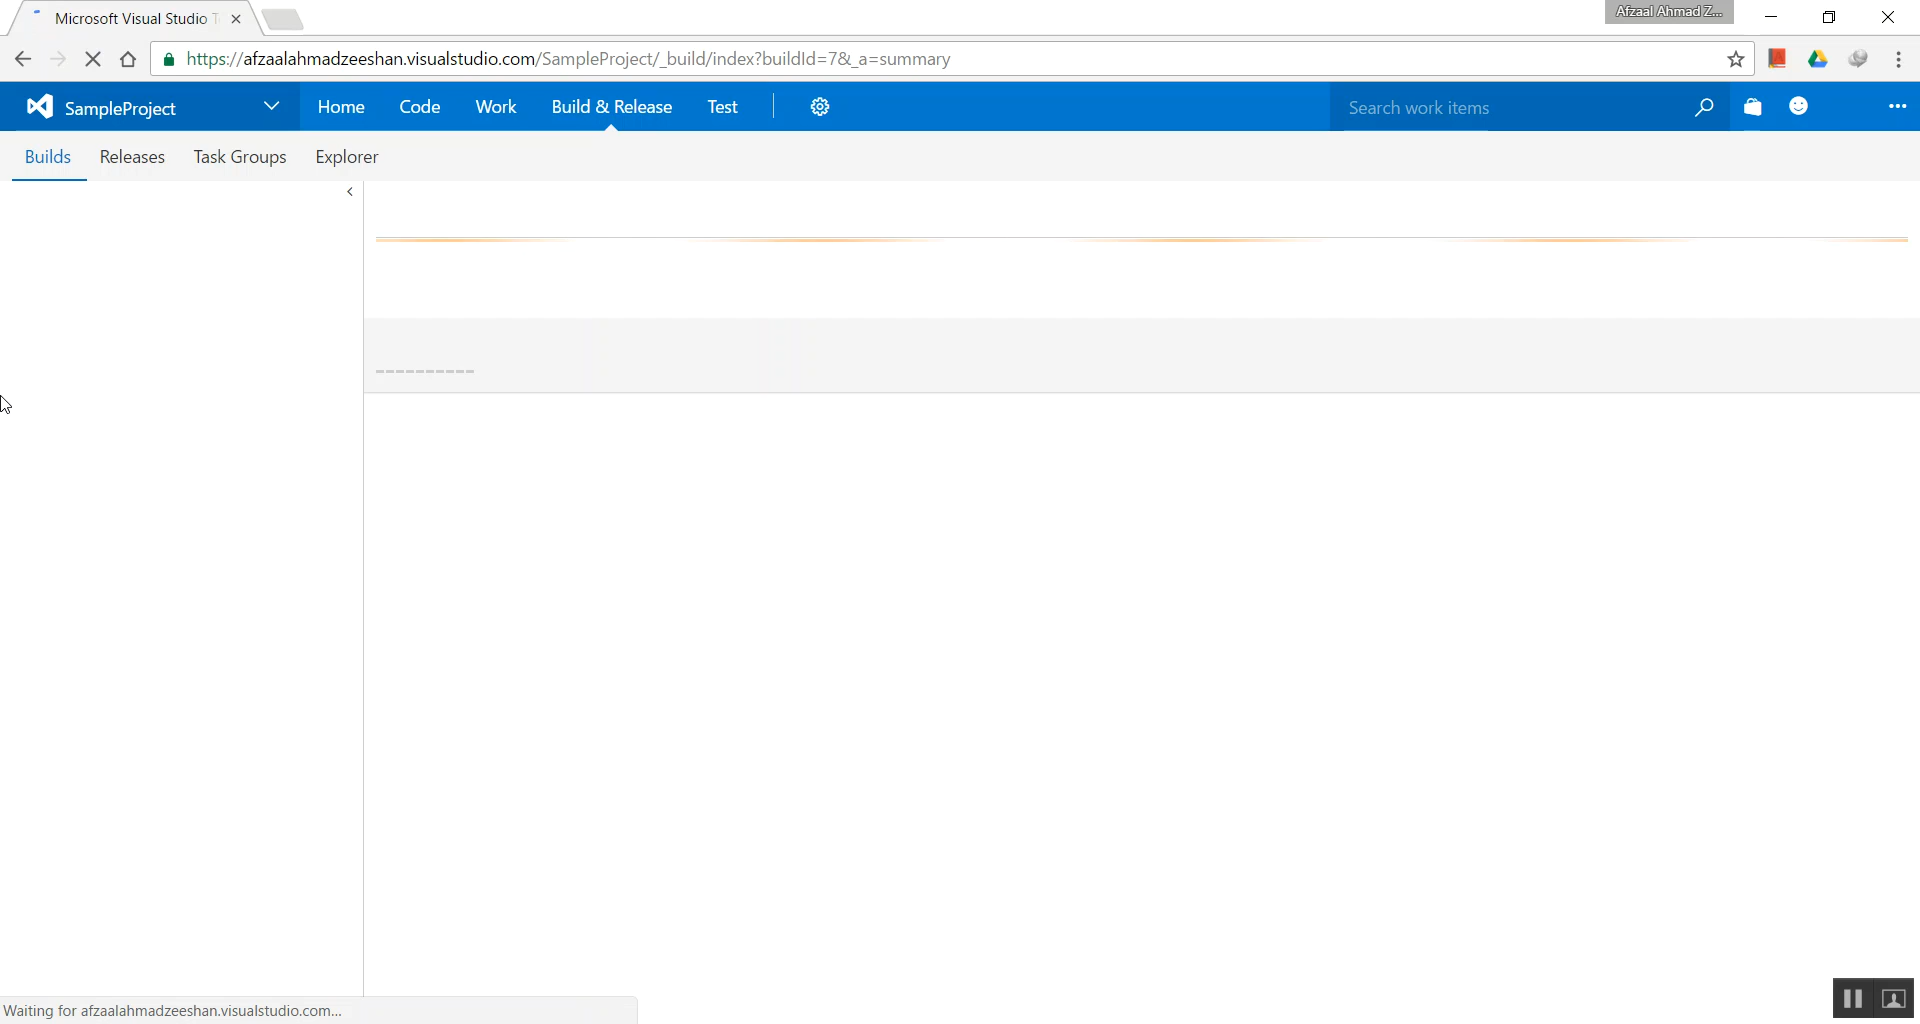 Microsoft Visual Studio T
Afzaal Ahmad Z...
https://afzaalahmadzeeshan.visualstudio.com/SampleProject/_build/index?buildId=7&_a=summary
SampleProject
Home
Code
Work
Build & Release
Test
Search work items
Builds
Releases
Task Groups
Explorer
Waiting for afzaalahmadzeeshan.visualstudio.com...